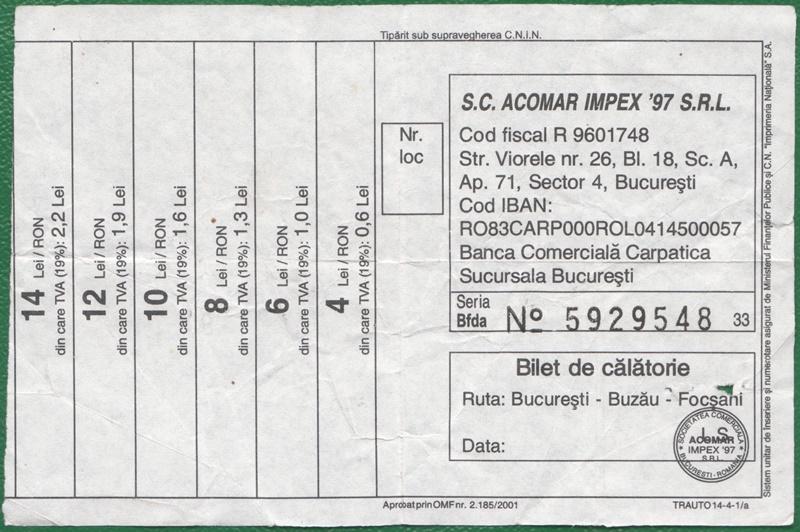 Tipărit sub supravegherea C.N.I.N.
14 Lei / RON
din care TVA (19%): 2,2 Lei
12 Lei / RON
din care TVA (19%): 1,9 Lei
10 Lei / RON
din care TVA (19%): 1,6 Lei
8 Lei / RON
din care TVA (19%): 1,3 Lei
6 Lei / RON
din care TVA (19%): 1,0 Lei
4 Lei / RON
din care TVA (19%): 0,6 Lei
Nr.
loc
S.C. ACOMAR IMPEX '97 S.R.L.
Cod fiscal R 9601748
Str. Viorele nr. 26, Bl. 18, Sc. A,
Ap. 71, Sector 4, București
Cod IBAN:
RO83CARP000ROL0414500057
Banca Comercială Carpatica
Sucursala București
Seria
Bfda Nº 5929548 33
Bilet de călătorie
Ruta: București - Buzău - Focșani
Data:
L.S.
SOCIETATEA COMERCIALĂ
ACOMAR
IMPEX '97
S.R.L.
BUCUREȘTI - ROMÂNIA
Sistem unitar de înseriere și numerotare asigurat de Ministerul Finanțelor Publice și C.N. "Imprimeria Națională" S.A.
Aprobat prin OMF nr. 2.185/2001
TRAUTO 14-4-1/a